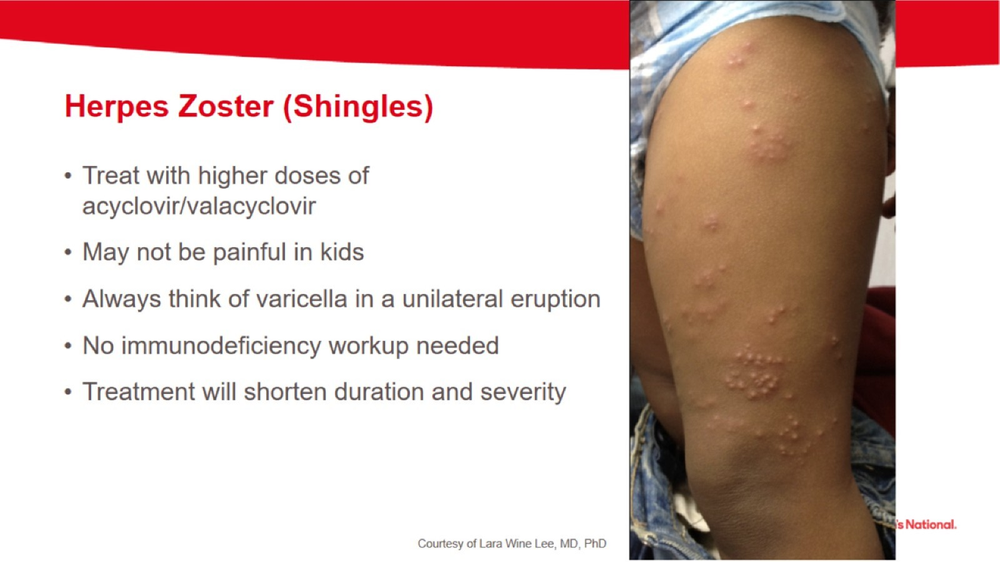 Herpes Zoster (Shingles)
• Treat with higher doses of
acyclovir/valacyclovir
• May not be painful in kids
• Always think of varicella in a unilateral eruption
• No immunodeficiency workup needed
• Treatment will shorten duration and severity
Courtesy of Lara Wine Lee, MD, PhD
's National.